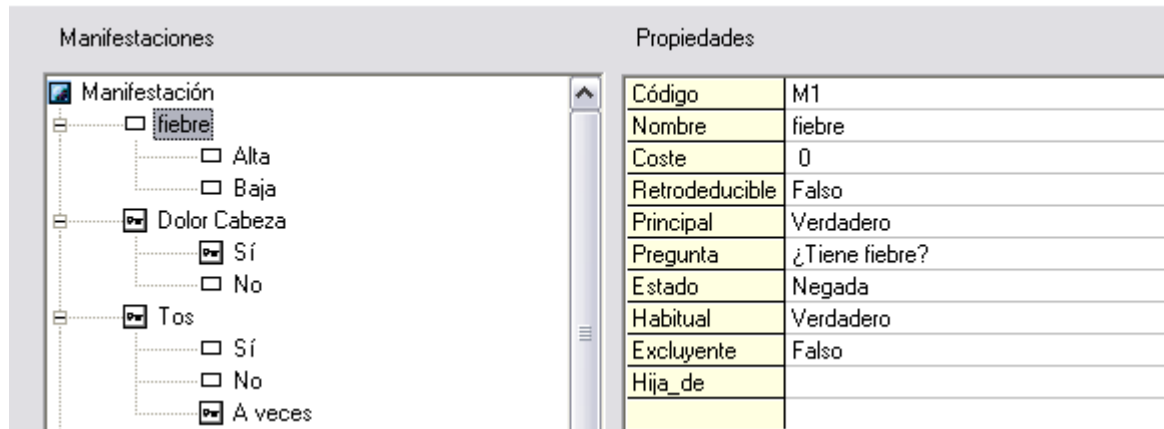 Manifestaciones
Manifestación
fiebre
Alta
Baja
Dolor Cabeza
Sí
No
Tos
Sí
No
A veces
Propiedades
Código M1
Nombre fiebre
Coste 0
Retrodeducible Falso
Principal Verdadero
Pregunta ¿Tiene fiebre?
Estado Negada
Habitual Verdadero
Excluyente Falso
Hija_de